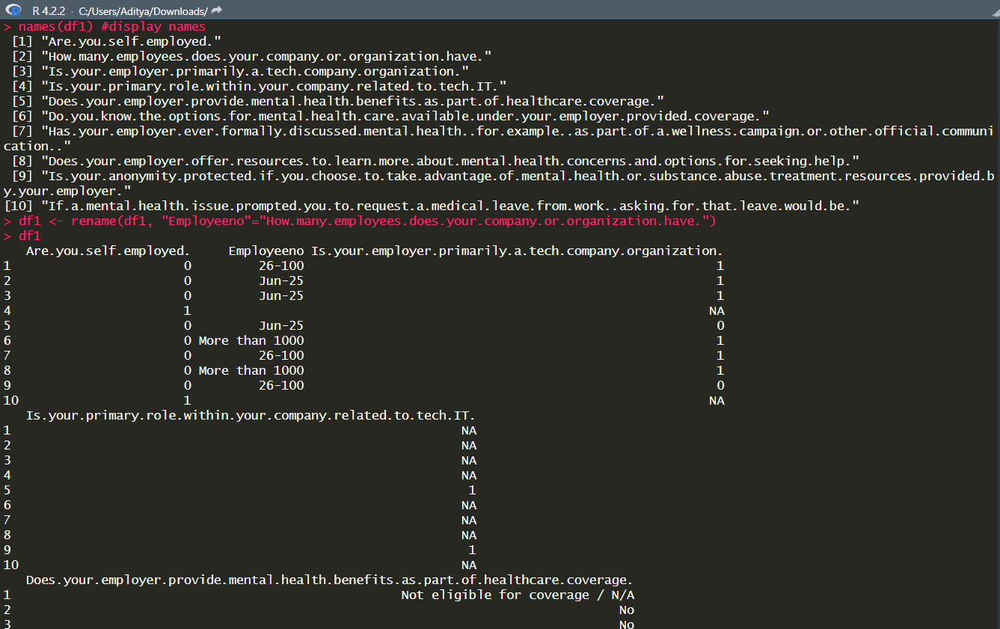 R 4.2.2 · C:/Users/Aditya/Downloads/
> names(df1) #display names
 [1] "Are.you.self.employed."
 [2] "How.many.employees.does.your.company.or.organization.have."
 [3] "Is.your.employer.primarily.a.tech.company.organization."
 [4] "Is.your.primary.role.within.your.company.related.to.tech.IT."
 [5] "Does.your.employer.provide.mental.health.benefits.as.part.of.healthcare.coverage."
 [6] "Do.you.know.the.options.for.mental.health.care.available.under.your.employer.provided.coverage."
 [7] "Has.your.employer.ever.formally.discussed.mental.health..for.example..as.part.of.a.wellness.campaign.or.other.official.communi
cation.."
 [8] "Does.your.employer.offer.resources.to.learn.more.about.mental.health.concerns.and.options.for.seeking.help."
 [9] "Is.your.anonymity.protected.if.you.choose.to.take.advantage.of.mental.health.or.substance.abuse.treatment.resources.provided.b
y.your.employer."
[10] "If.a.mental.health.issue.prompted.you.to.request.a.medical.leave.from.work..asking.for.that.leave.would.be."
> df1 <- rename(df1, "Employeeno"="How.many.employees.does.your.company.or.organization.have.")
> df1
   Are.you.self.employed.     Employeeno Is.your.employer.primarily.a.tech.company.organization.
1                       0         26-100                                                       1
2                       0         Jun-25                                                       1
3                       0         Jun-25                                                       1
4                       1                                                                     NA
5                       0         Jun-25                                                       0
6                       0 More than 1000                                                       1
7                       0         26-100                                                       1
8                       0 More than 1000                                                       1
9                       0         26-100                                                       0
10                      1                                                                     NA
   Is.your.primary.role.within.your.company.related.to.tech.IT.
1                                                            NA
2                                                            NA
3                                                            NA
4                                                            NA
5                                                             1
6                                                            NA
7                                                            NA
8                                                            NA
9                                                             1
10                                                           NA
   Does.your.employer.provide.mental.health.benefits.as.part.of.healthcare.coverage.
1                                                    Not eligible for coverage / N/A
2                                                                                 No
3                                                                                 No